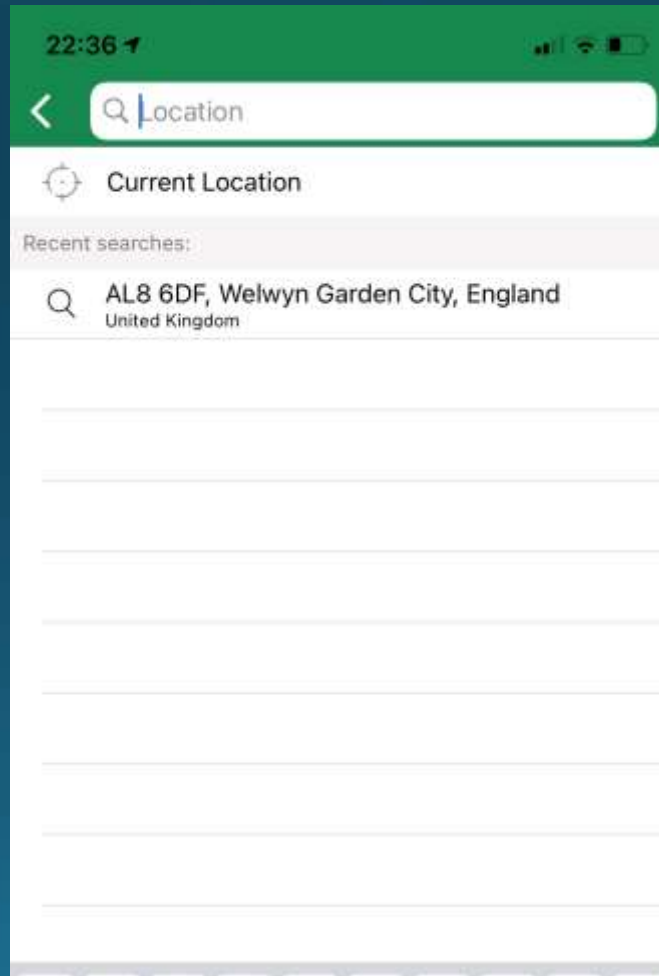 22:36
Location
Current Location
Recent searches:
AL8 6DF, Welwyn Garden City, England
United Kingdom